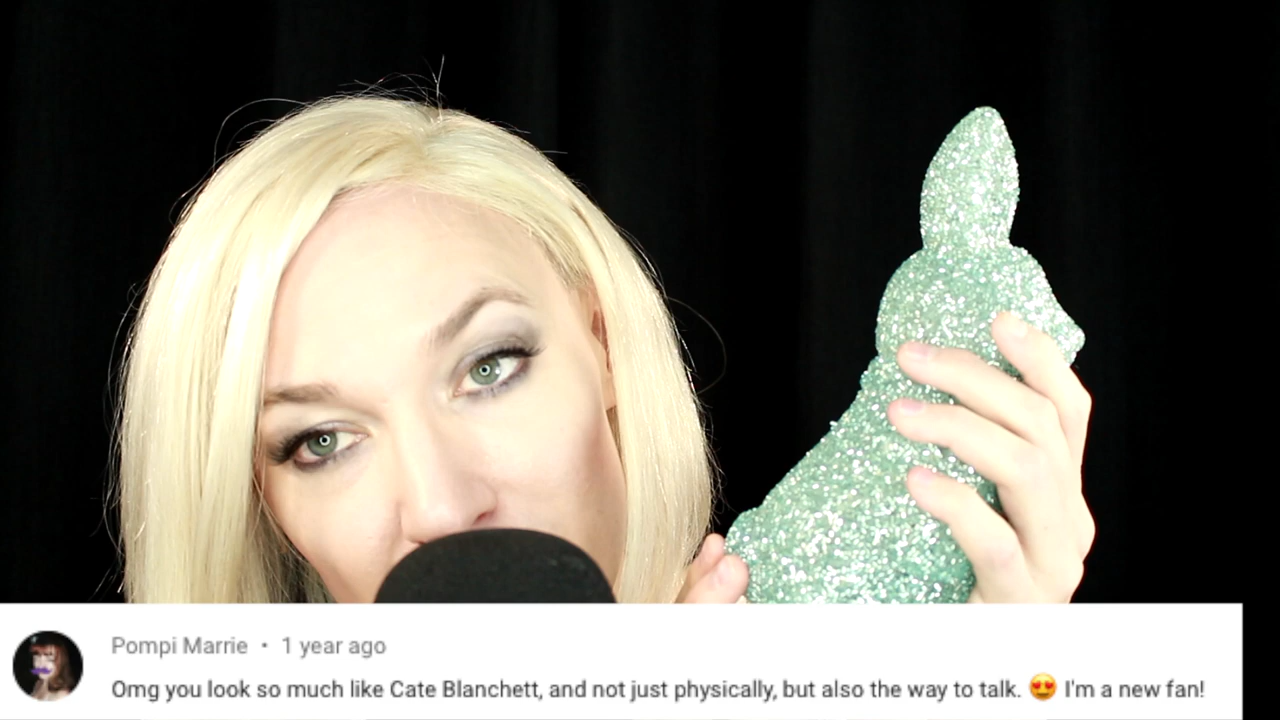 Pompi Marrie • 1 year ago
Omg you look so much like Cate Blanchett, and not just physically, but also the way to talk. 😍 I'm a new fan!